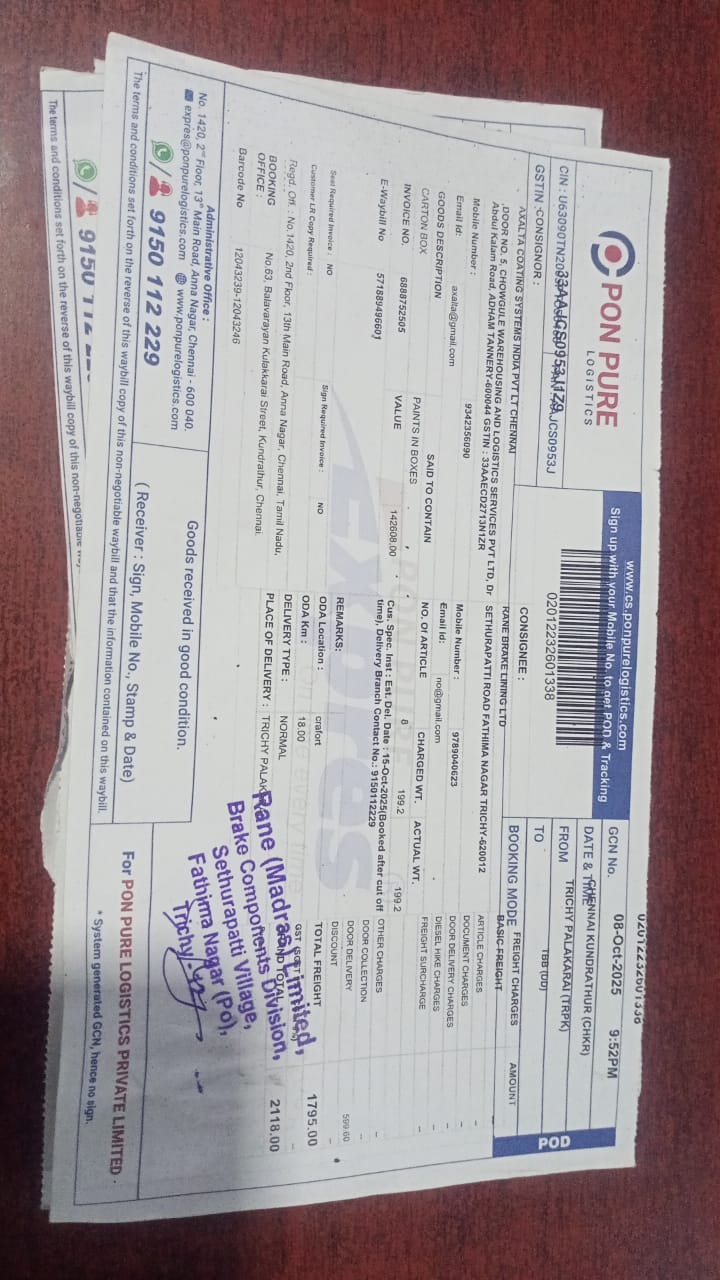 PON PURE
LOGISTICS
www.cs.ponpurelogistics.com
Sign up with your Mobile No. to get POD & Tracking
02012232601338
GCN No. 02012232601338
DATE & TIME 08-Oct-2025 9:52PM
FROM CHENNAI KUNDRATHUR (CHKR)
TO TRICHY PALAKARAI (TRPK)
BOOKING MODE TBB (DD)
POD
GSTIN : 33AAJCS0953J1Z9
CONSIGNOR :
AXALTA COATING SYSTEMS INDIA PVT LT CHENNAI
DOOR NO. 5, CHOWGULE WAREHOUSING AND LOGISTICS SERVICES PVT LTD, Dr
Abdul Kalam Road, ADHAM TANNERY-600044 GSTIN : 33AAECD2713N1ZR
Mobile Number : 9342356090
Email Id: axalta@gmail.com
CONSIGNEE :
RANE BRAKE LINING LTD
SETHURAPATTI ROAD FATHIMA NAGAR TRICHY-620012
Mobile Number : 9789040623
Email Id: no@gmail.com
GOODS DESCRIPTION SAID TO CONTAIN NO. Of ARTICLE CHARGED WT. ACTUAL WT.
CARTON BOX PAINTS IN BOXES 8 199.2 199.2
INVOICE NO. 6888752505 VALUE 142608.00
E-Waybill No 571889496601
Cus. Spec. Inst : Est. Del. Date : 15-Oct-2025(Booked after cut off
time), Delivery Branch Contact No.: 9150112229
Seal Required Invoice : NO Sign Required Invoice : NO
Customer LR Copy Required :
REMARKS:
ODA Location : crafort
ODA Km : 18.00
Regd. Off. : No.1420, 2nd Floor, 13th Main Road, Anna Nagar, Chennai, Tamil Nadu,
BOOKING OFFICE : No.63, Balavarayan Kulakkarai Street, Kundrathur, Chennai.
DELIVERY TYPE : NORMAL
PLACE OF DELIVERY : TRICHY
Barcode No 12043239-12043246
FREIGHT CHARGES AMOUNT
BASIC FREIGHT
ARTICLE CHARGES
DOCUMENT CHARGES
DOOR DELIVERY CHARGES
DIESEL HIKE CHARGES
FREIGHT SURCHARGE
OTHER CHARGES
DOOR COLLECTION
DOOR DELIVERY 599.60
DISCOUNT
TOTAL FREIGHT 1795.00
2118.00
Rane (Madras) Limited,
Brake Components Division,
Sethurapatti Village,
Fathima Nagar (Po),
Trichy
Administrative Office :
No. 1420, 2nd Floor, 13th Main Road, Anna Nagar, Chennai - 600 040.
expres@ponpurelogistics.com www.ponpurelogistics.com
9150 112 229
Goods received in good condition.
( Receiver : Sign, Mobile No., Stamp & Date)
For PON PURE LOGISTICS PRIVATE LIMITED
The terms and conditions set forth on the reverse of this waybill copy of this non-negotiable waybill and that the information contained on this waybill.
* System generated GCN, hence no sign.
The terms and conditions set forth on the reverse of this waybill copy of this non-negotiable